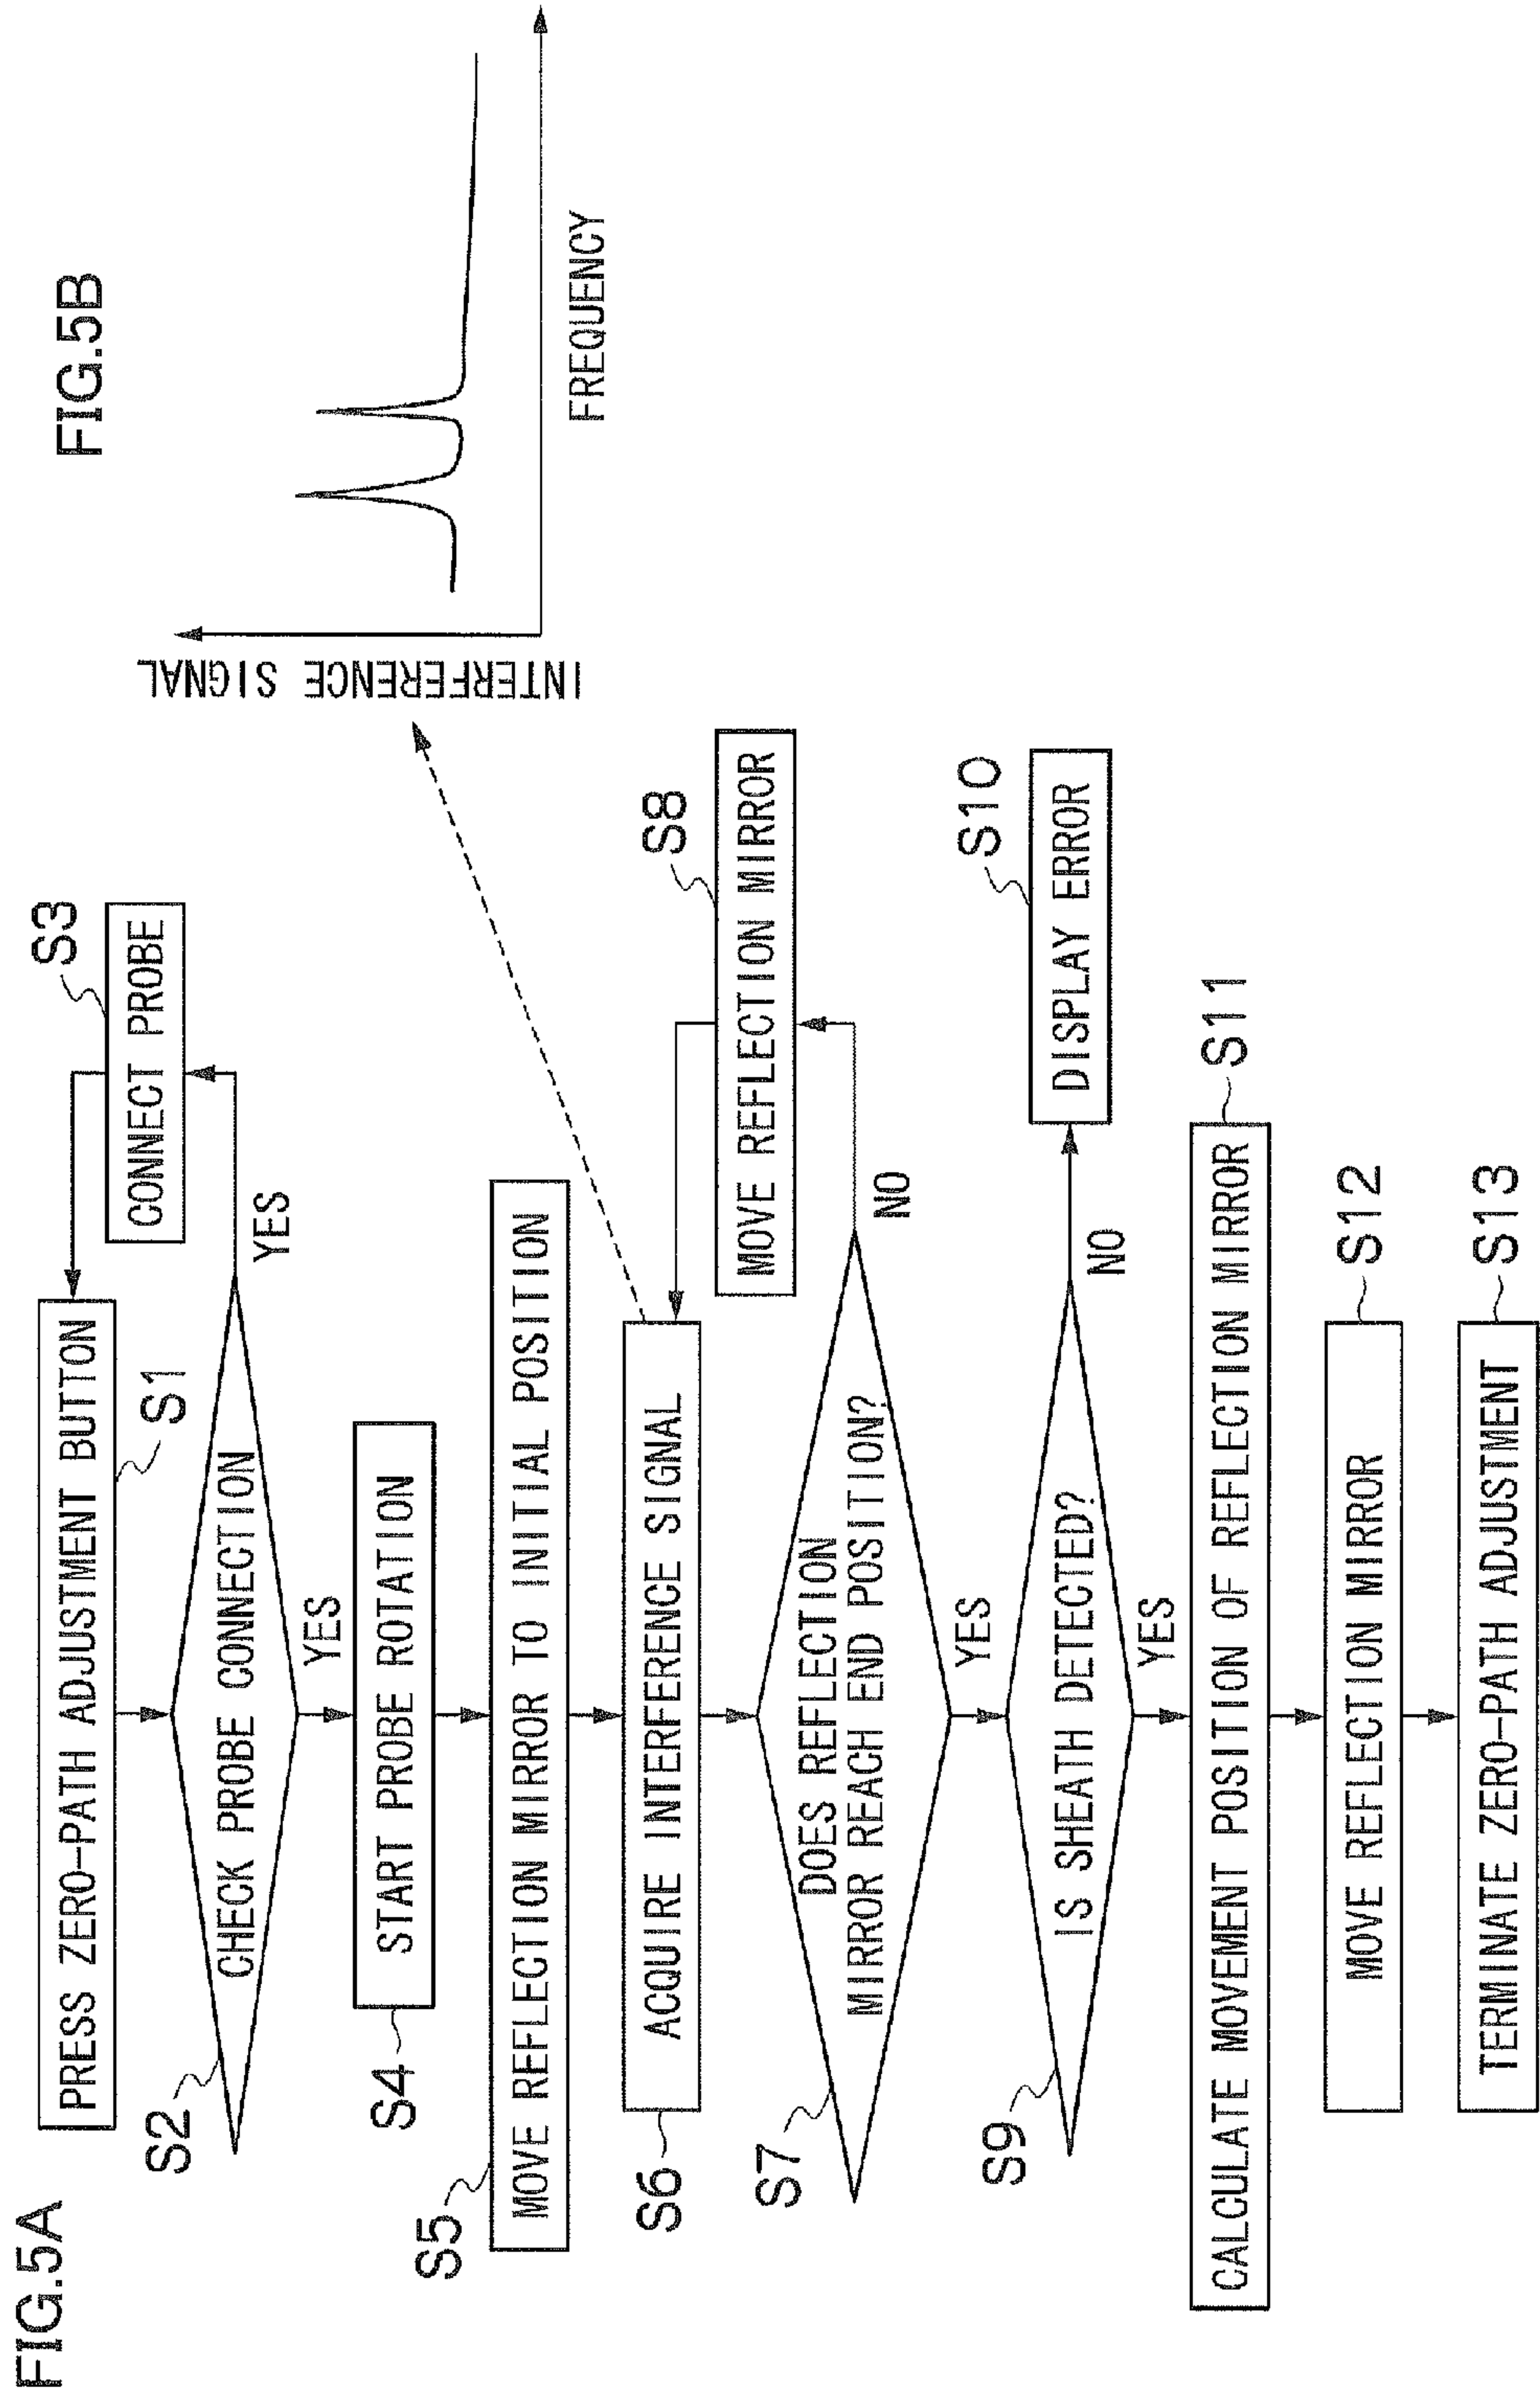 FIG.5A
PRESS ZERO-PATH ADJUSTMENT BUTTON
S1
S2
CHECK PROBE CONNECTION
YES
S3
CONNECT PROBE
YES
S4
START PROBE ROTATION
S5
MOVE REFLECTION MIRROR TO INITIAL POSITION
S6
ACQUIRE INTERFERENCE SIGNAL
S7
DOES REFLECTION
MIRROR REACH END POSITION?
NO
S8
MOVE REFLECTION MIRROR
YES
S9
IS SHEATH DETECTED?
NO
S10
DISPLAY ERROR
YES
CALCULATE MOVEMENT POSITION OF REFLECTION MIRROR
S11
MOVE REFLECTION MIRROR
S12
TERMINATE ZERO-PATH ADJUSTMENT
S13
FIG.5B
INTERFERENCE SIGNAL
FREQUENCY